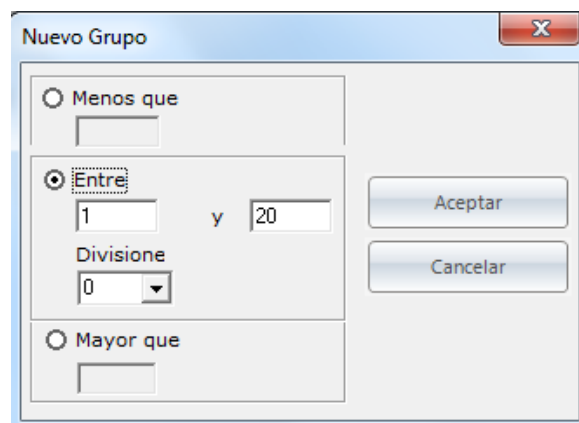 Nuevo Grupo
Menos que
Entre
1 y 20
Divisione
0
Mayor que
Aceptar
Cancelar